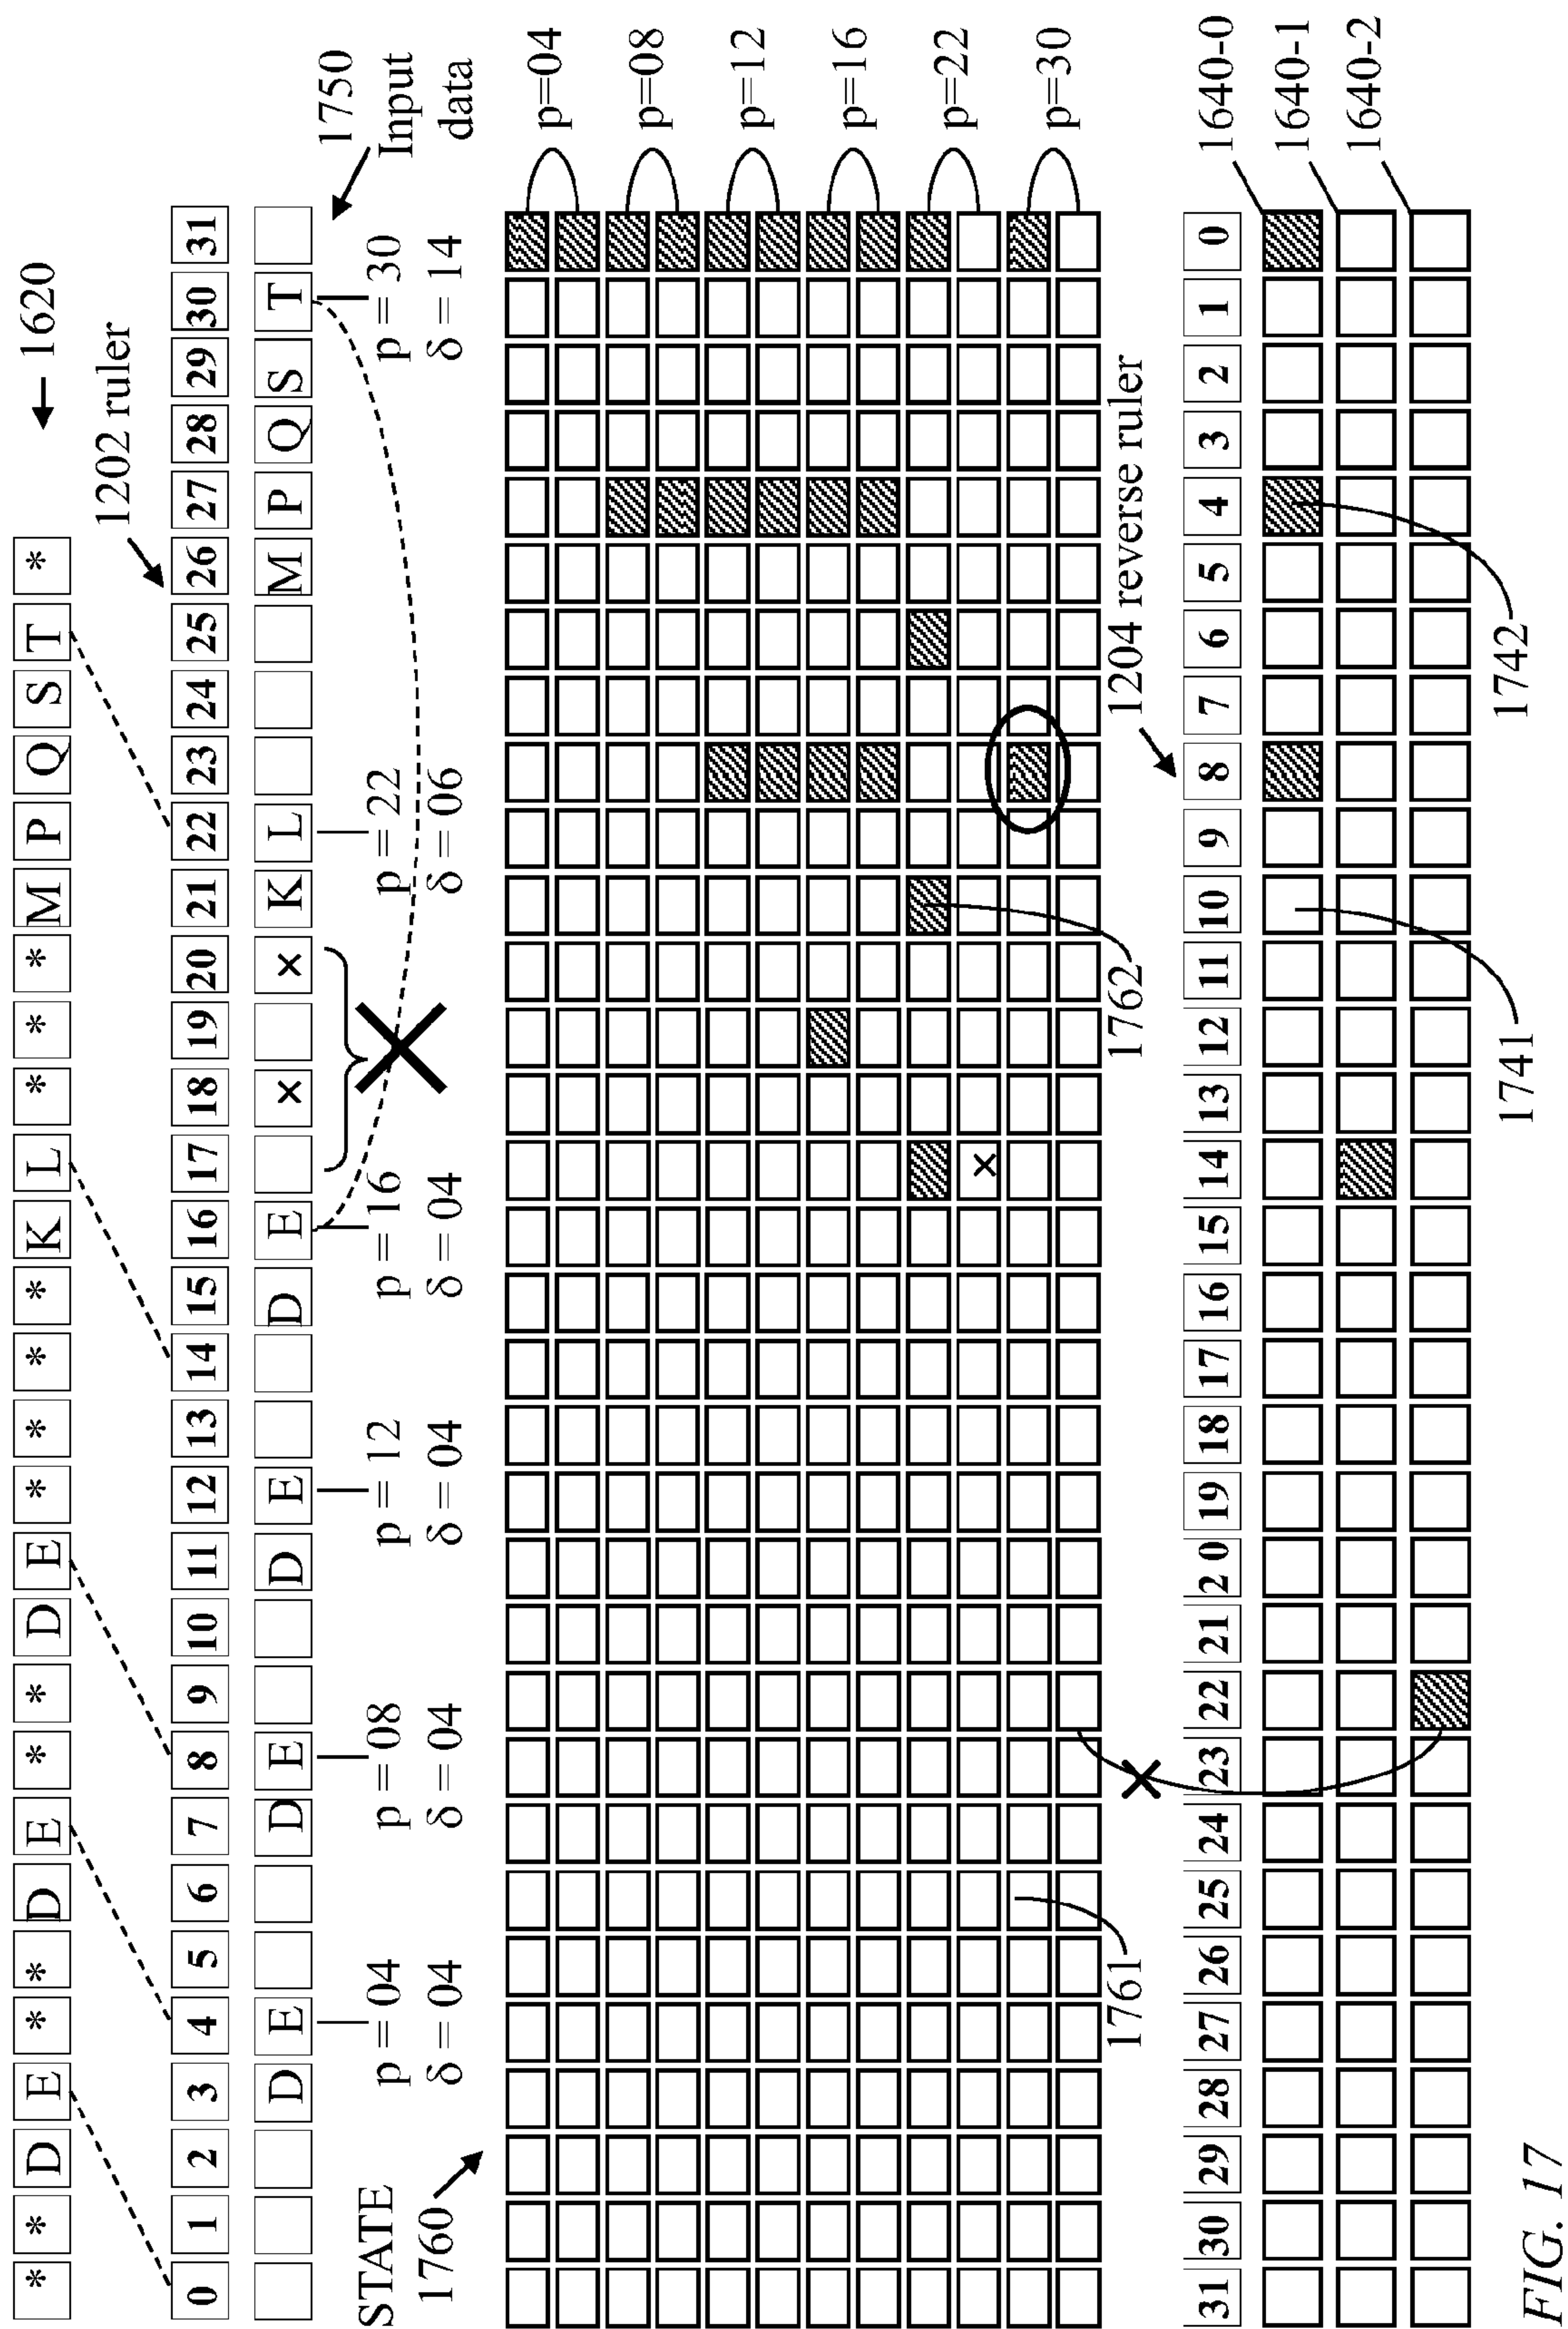 * * D E * * D E * * D E * * * * K L * * * M P Q S T * ← 1620
1202 ruler
0 1 2 3 4 5 6 7 8 9 10 11 12 13 14 15 16 17 18 19 20 21 22 23 24 25 26 27 28 29 30 31
D E D E D E D E × × K L M P Q S T
1750
Input
data
p = 04 p = 08 p = 12 p = 16 p = 22 p = 30
δ = 04 δ = 04 δ = 04 δ = 04 δ = 06 δ = 14
STATE
1760
p=04
p=08
p=12
p=16
p=22
×
p=30
1761
1762
1204 reverse ruler
31 30 29 28 27 26 25 24 23 22 21 2 0 19 18 17 16 15 14 13 12 11 10 9 8 7 6 5 4 3 2 1 0
1640-0
1640-1
1640-2
1741
1742
FIG. 17